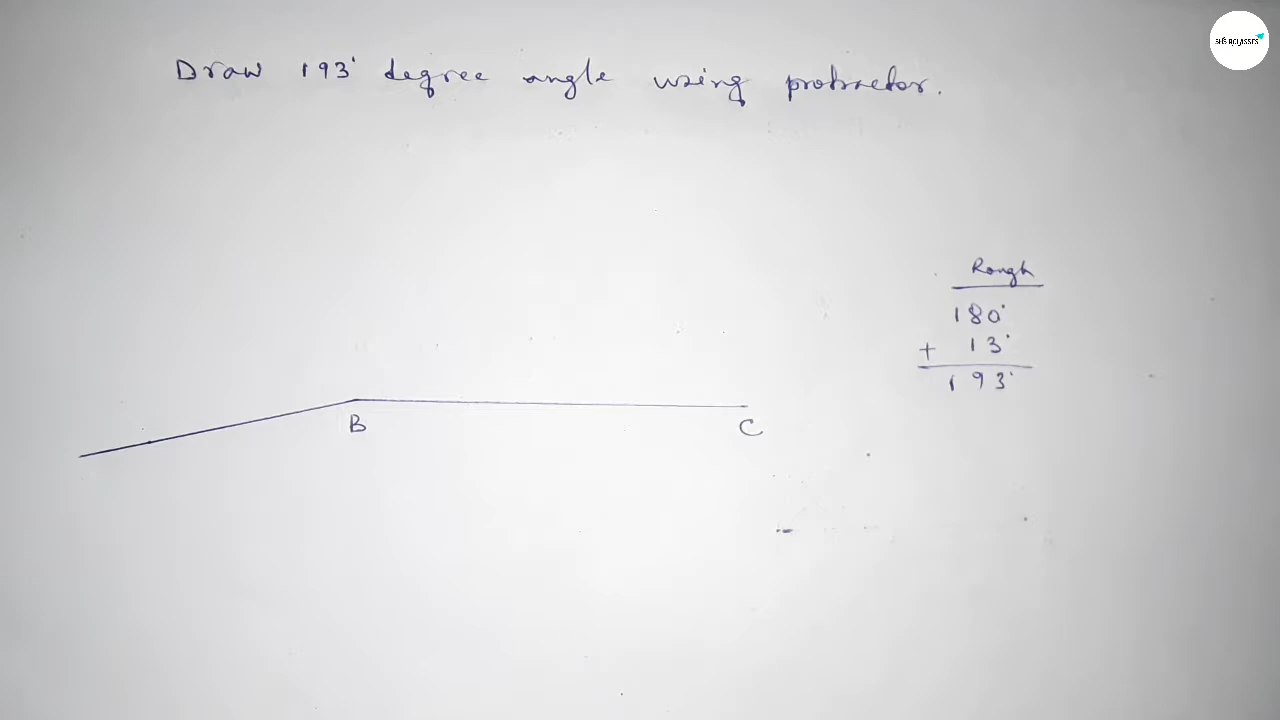 Draw 193° degree angle using protractor.
Rough
180°
+ 13°
193°
B
C